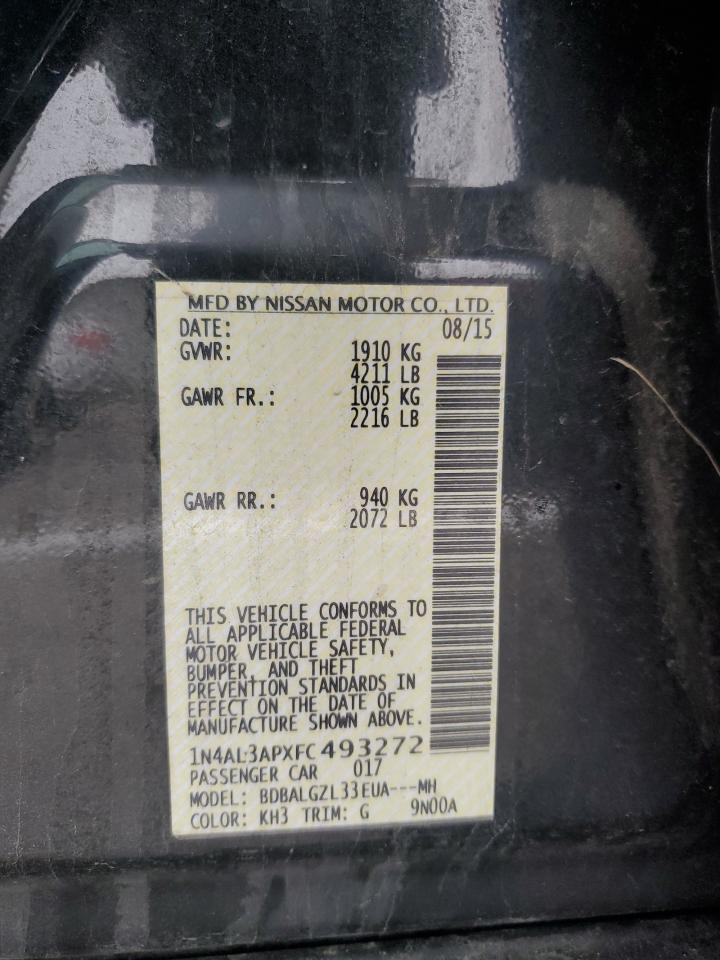 MFD BY NISSAN MOTOR CO., LTD.
DATE: 08/15
GVWR: 1910 KG
4211 LB
GAWR FR.: 1005 KG
2216 LB
GAWR RR.: 940 KG
2072 LB
THIS VEHICLE CONFORMS TO
ALL APPLICABLE FEDERAL
MOTOR VEHICLE SAFETY,
BUMPER, AND THEFT
PREVENTION STANDARDS IN
EFFECT ON THE DATE OF
MANUFACTURE SHOWN ABOVE.
1N4AL3APXFC493272
PASSENGER CAR 017
MODEL: BDBALGZL33EUA---MH
COLOR: KH3 TRIM: G 9N00A